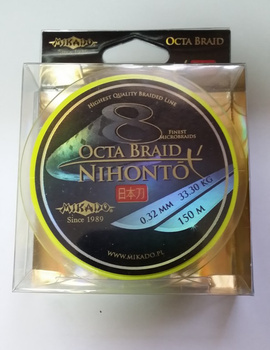 MIKADO
OCTA BRAID
HIGHEST QUALITY BRAIDED LINE
8
FINEST
MICROBRAIDS
OCTA BRAID
NIHONTO
日本刀
MIKADO
Since 1989
0.32 MM 33.30 KG
150 M
WWW.MIKADO.PL